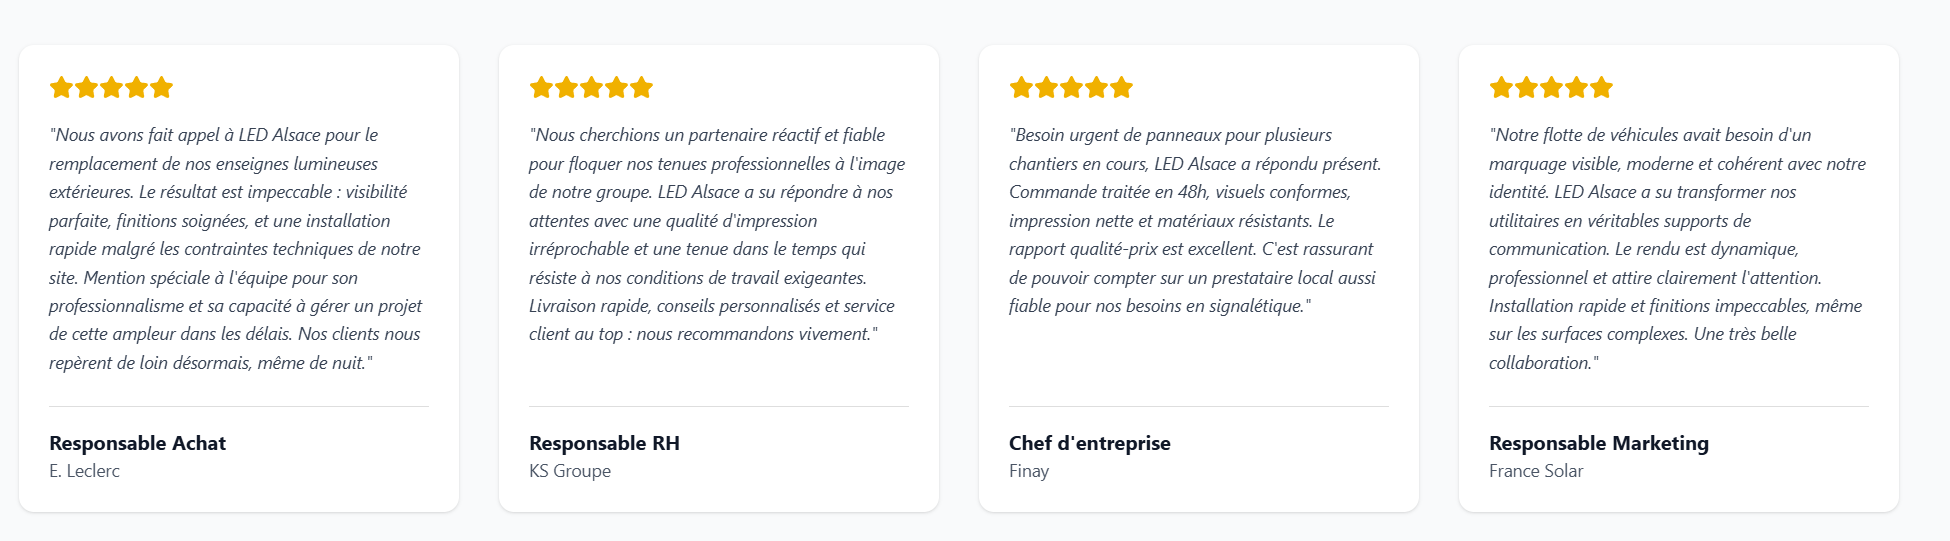 "Nous avons fait appel à LED Alsace pour le
remplacement de nos enseignes lumineuses
extérieures. Le résultat est impeccable : visibilité
parfaite, finitions soignées, et une installation
rapide malgré les contraintes techniques de notre
site. Mention spéciale à l'équipe pour son
professionnalisme et sa capacité à gérer un projet
de cette ampleur dans les délais. Nos clients nous
repèrent de loin désormais, même de nuit."
Responsable Achat
E. Leclerc
"Nous cherchions un partenaire réactif et fiable
pour floquer nos tenues professionnelles à l'image
de notre groupe. LED Alsace a su répondre à nos
attentes avec une qualité d'impression
irréprochable et une tenue dans le temps qui
résiste à nos conditions de travail exigeantes.
Livraison rapide, conseils personnalisés et service
client au top : nous recommandons vivement."
Responsable RH
KS Groupe
"Besoin urgent de panneaux pour plusieurs
chantiers en cours, LED Alsace a répondu présent.
Commande traitée en 48h, visuels conformes,
impression nette et matériaux résistants. Le
rapport qualité-prix est excellent. C'est rassurant
de pouvoir compter sur un prestataire local aussi
fiable pour nos besoins en signalétique."
Chef d'entreprise
Finay
"Notre flotte de véhicules avait besoin d'un
marquage visible, moderne et cohérent avec notre
identité. LED Alsace a su transformer nos
utilitaires en véritables supports de
communication. Le rendu est dynamique,
professionnel et attire clairement l'attention.
Installation rapide et finitions impeccables, même
sur les surfaces complexes. Une très belle
collaboration."
Responsable Marketing
France Solar